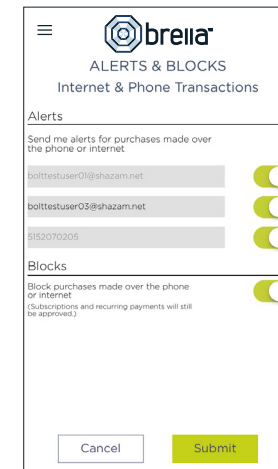 brella
ALERTS & BLOCKS
Internet & Phone Transactions
Alerts
Send me alerts for purchases made over
the phone or internet
bolttestuser01@shazam.net
bolttestuser03@shazam.net
5152070205
Blocks
Block purchases made over the phone
or internet
(Subscriptions and recurring payments will still
be approved.)
Cancel Submit